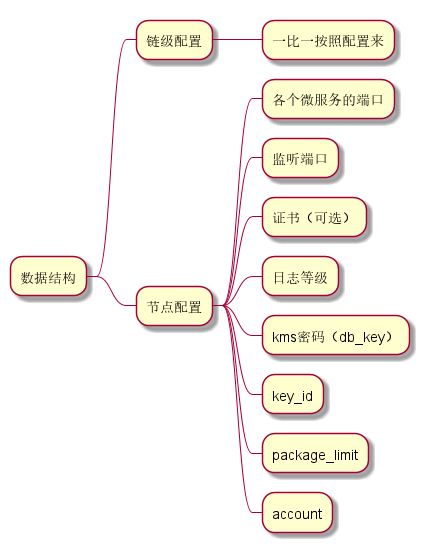 数据结构
链级配置
一比一按照配置来
节点配置
各个微服务的端口
监听端口
证书（可选）
日志等级
kms密码（db_key）
key_id
package_limit
account